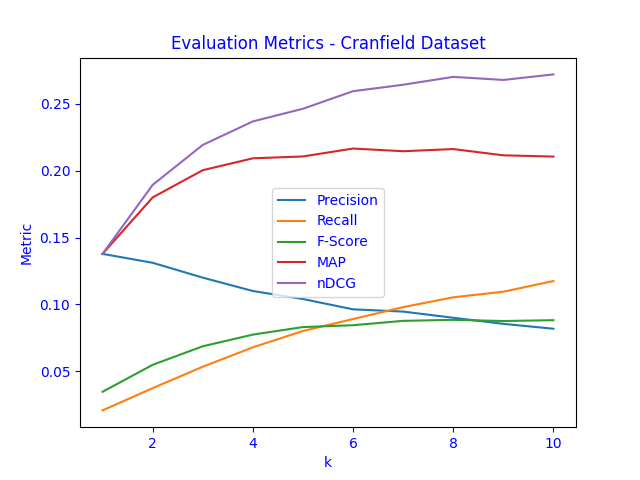 Evaluation Metrics - Cranfield Dataset
Metric
0.25
0.20
0.15
0.10
0.05
Precision
Recall
F-Score
MAP
nDCG
2
4
6
8
10
k